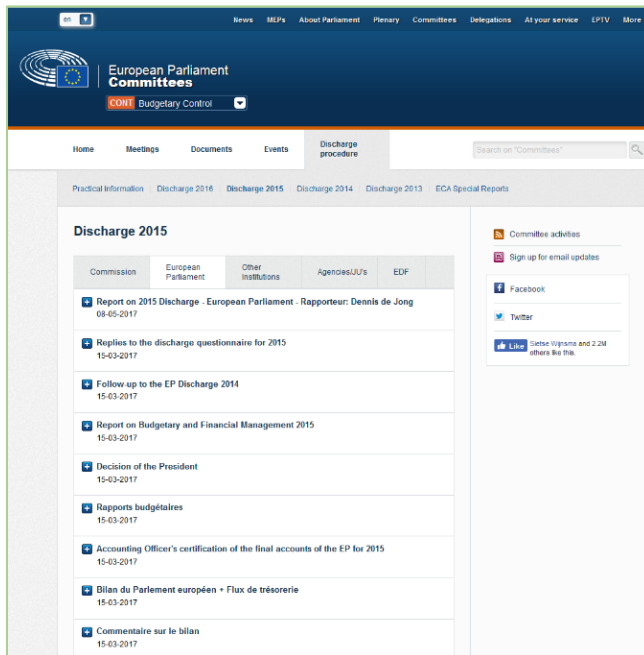 en
News MEPs About Parliament Plenary Committees Delegations At your service EPTV More
European Parliament
Committees
CONT Budgetary Control
Home Meetings Documents Events Discharge procedure
Search on "Committees"
Practical Information Discharge 2016 Discharge 2015 Discharge 2014 Discharge 2013 ECA Special Reports
Discharge 2015
Commission European Parliament Other Institutions Agencies/JU's EDF
Report on 2015 Discharge - European Parliament - Rapporteur: Dennis de Jong
08-05-2017
Replies to the discharge questionnaire for 2015
15-03-2017
Follow-up to the EP Discharge 2014
15-03-2017
Report on Budgetary and Financial Management 2015
15-03-2017
Decision of the President
15-03-2017
Rapports budgétaires
15-03-2017
Accounting Officer's certification of the final accounts of the EP for 2015
15-03-2017
Bilan du Parlement européen + Flux de trésorerie
15-03-2017
Commentaire sur le bilan
15-03-2017
Committee activities
Sign up for email updates
Facebook
Twitter
Like Sietse Wijnsma and 2.2M
others like this.